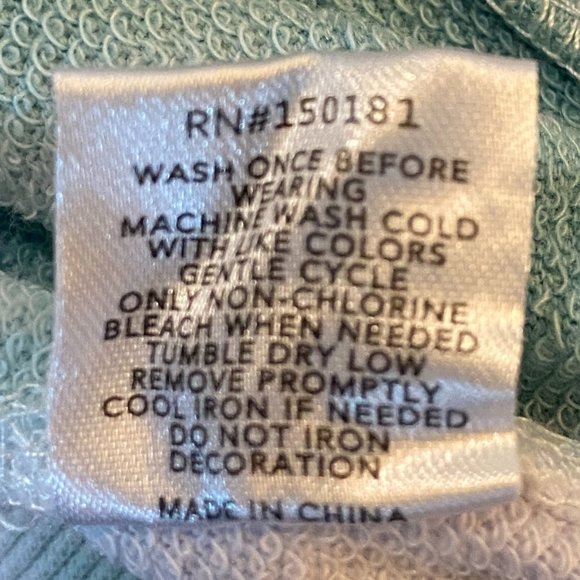 RN#150181
WASH ONCE BEFORE
WEARING
MACHINE WASH COLD
WITH LIKE COLORS
GENTLE CYCLE
ONLY NON-CHLORINE
BLEACH WHEN NEEDED
TUMBLE DRY LOW
REMOVE PROMPTLY
COOL IRON IF NEEDED
DO NOT IRON
DECORATION
MADE IN CHINA